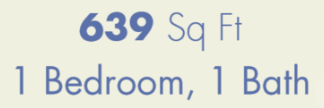 639 Sq Ft
1 Bedroom, 1 Bath